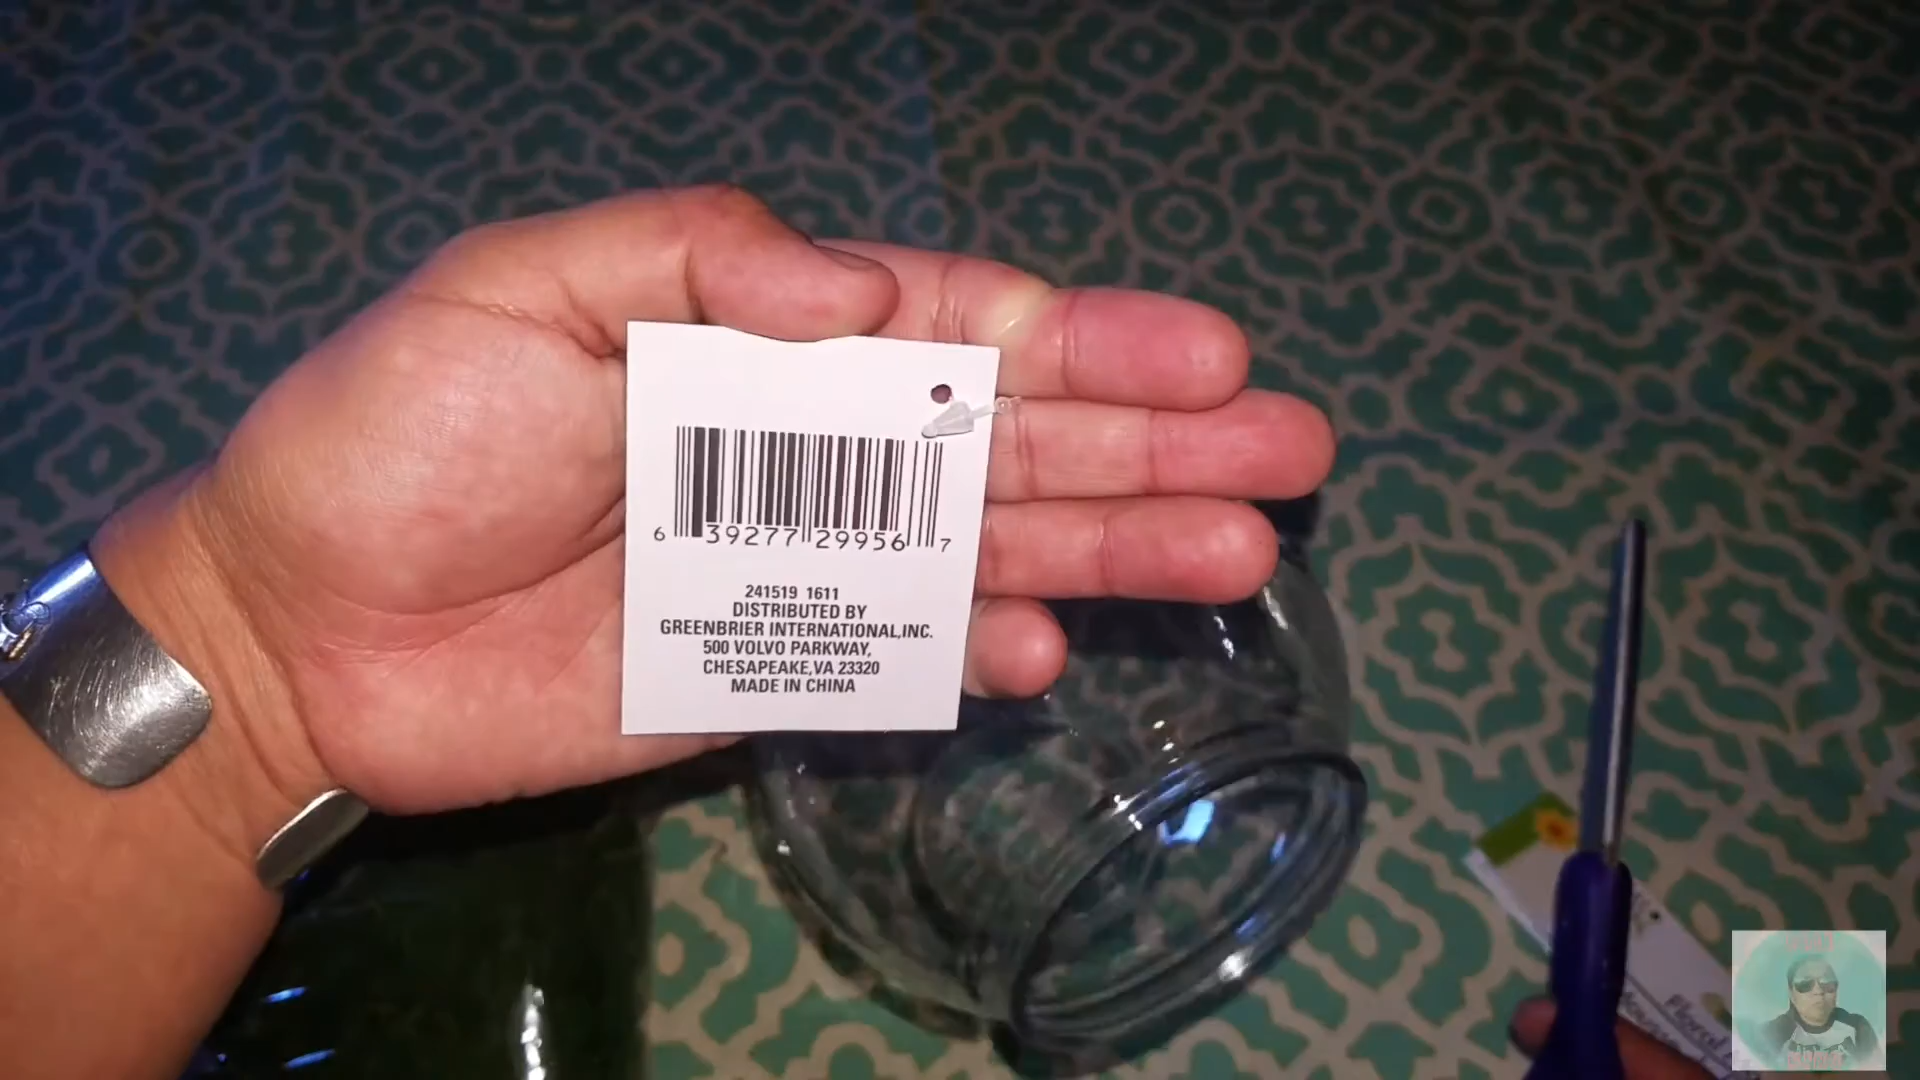 6 39277 29956 7
241519 1611
DISTRIBUTED BY
GREENBRIER INTERNATIONAL,INC.
500 VOLVO PARKWAY,
CHESAPEAKE,VA 23320
MADE IN CHINA
Floral